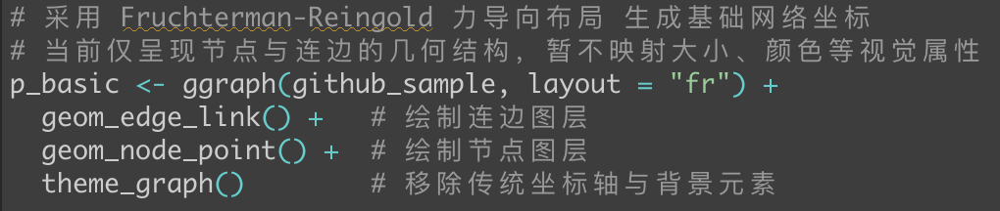 # 采用 Fruchterman-Reingold 力导向布局 生成基础网络坐标
# 当前仅呈现节点与连边的几何结构，暂不映射大小、颜色等视觉属性
p_basic <- ggraph(github_sample, layout = "fr") +
  geom_edge_link() +   # 绘制连边图层
  geom_node_point() +  # 绘制节点图层
  theme_graph()        # 移除传统坐标轴与背景元素